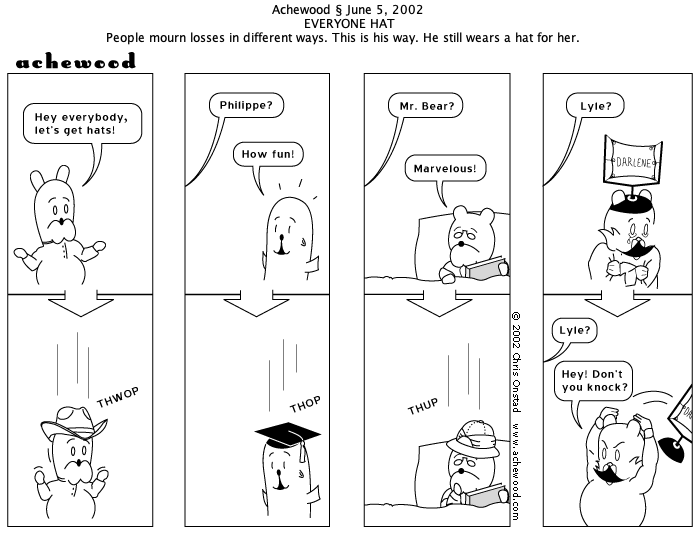 Achewood § June 5, 2002
EVERYONE HAT
People mourn losses in different ways. This is his way. He still wears a hat for her.
achewood
Hey everybody,
let's get hats!
THWOP
Philippe?
How fun!
THOP
Mr. Bear?
Marvelous!
THUP
© 2002 Chris Onstad www.achewood.com
Lyle?
DARLENE
Lyle?
Hey! Don't
you knock?